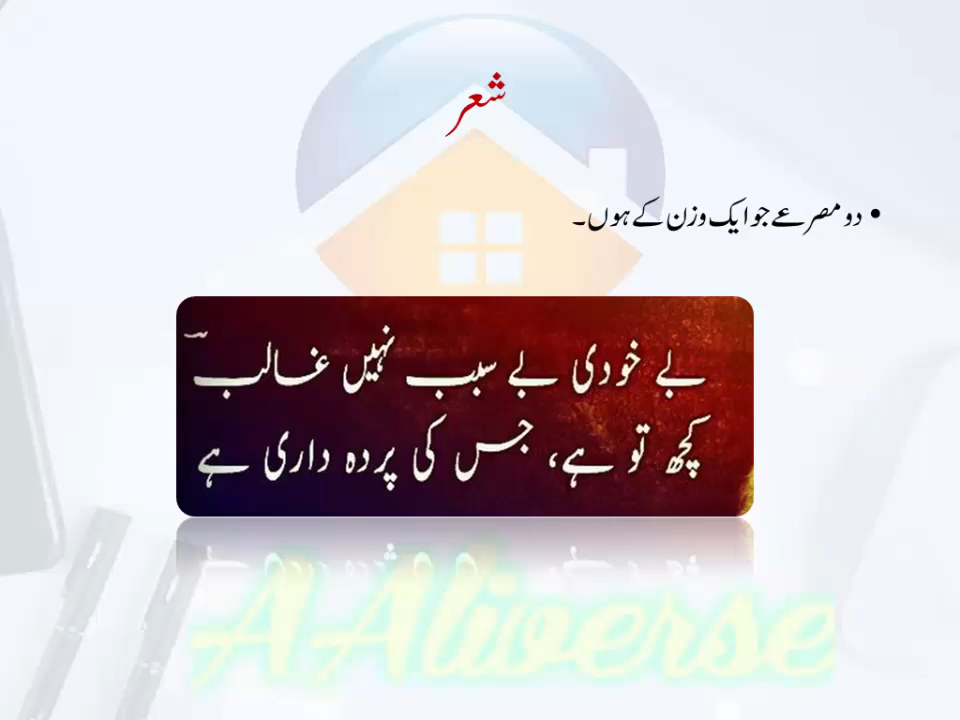 شعر
• دو مصرعے جو ایک وزن کے ہوں۔
بے خودی بے سبب نہیں غالبؔ
کچھ تو ہے، جس کی پردہ داری ہے
AAliverse